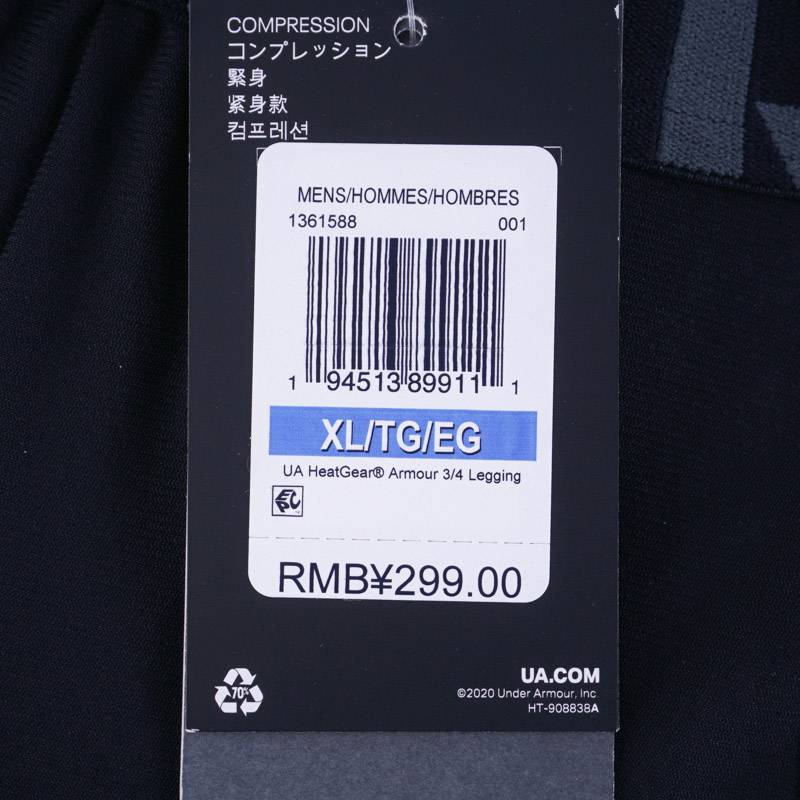 COMPRESSION
コンプレッション
緊身
紧身款
컴프레션
MENS/HOMMES/HOMBRES
1361588 001
1 94513 89911 1
XL/TG/EG
UA HeatGear® Armour 3/4 Legging
EPC
RMB¥299.00
70%
UA.COM
©2020 Under Armour, Inc.
HT-908838A